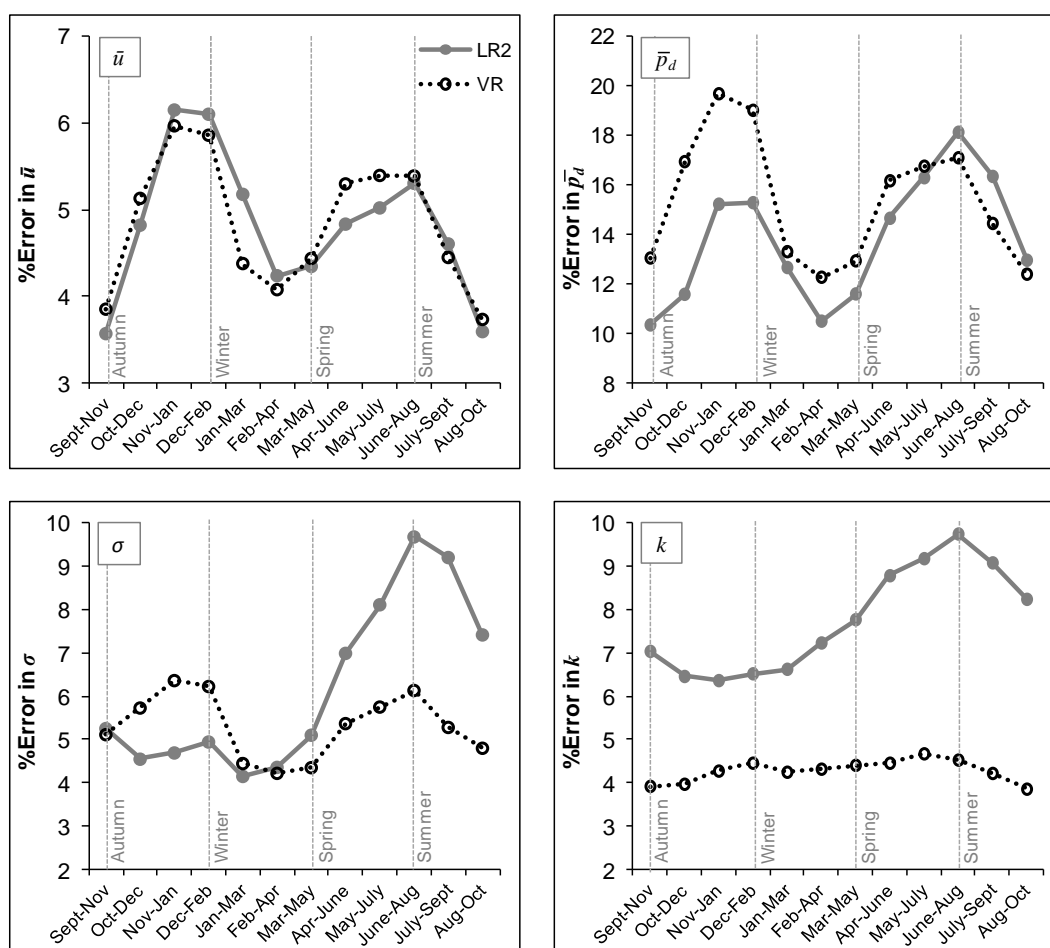 7
6
5
4
3
%Error in ū
ū
LR2
VR
Autumn
Winter
Spring
Summer
Sept-Nov
Oct-Dec
Nov-Jan
Dec-Feb
Jan-Mar
Feb-Apr
Mar-May
Apr-June
May-July
June-Aug
July-Sept
Aug-Oct
22
20
18
16
14
12
10
8
%Error in p̅d
p̅d
Autumn
Winter
Spring
Summer
Sept-Nov
Oct-Dec
Nov-Jan
Dec-Feb
Jan-Mar
Feb-Apr
Mar-May
Apr-June
May-July
June-Aug
July-Sept
Aug-Oct
10
9
8
7
6
5
4
3
2
%Error in σ
σ
Autumn
Winter
Spring
Summer
Sept-Nov
Oct-Dec
Nov-Jan
Dec-Feb
Jan-Mar
Feb-Apr
Mar-May
Apr-June
May-July
June-Aug
July-Sept
Aug-Oct
10
9
8
7
6
5
4
3
2
%Error in k
k
Autumn
Winter
Spring
Summer
Sept-Nov
Oct-Dec
Nov-Jan
Dec-Feb
Jan-Mar
Feb-Apr
Mar-May
Apr-June
May-July
June-Aug
July-Sept
Aug-Oct